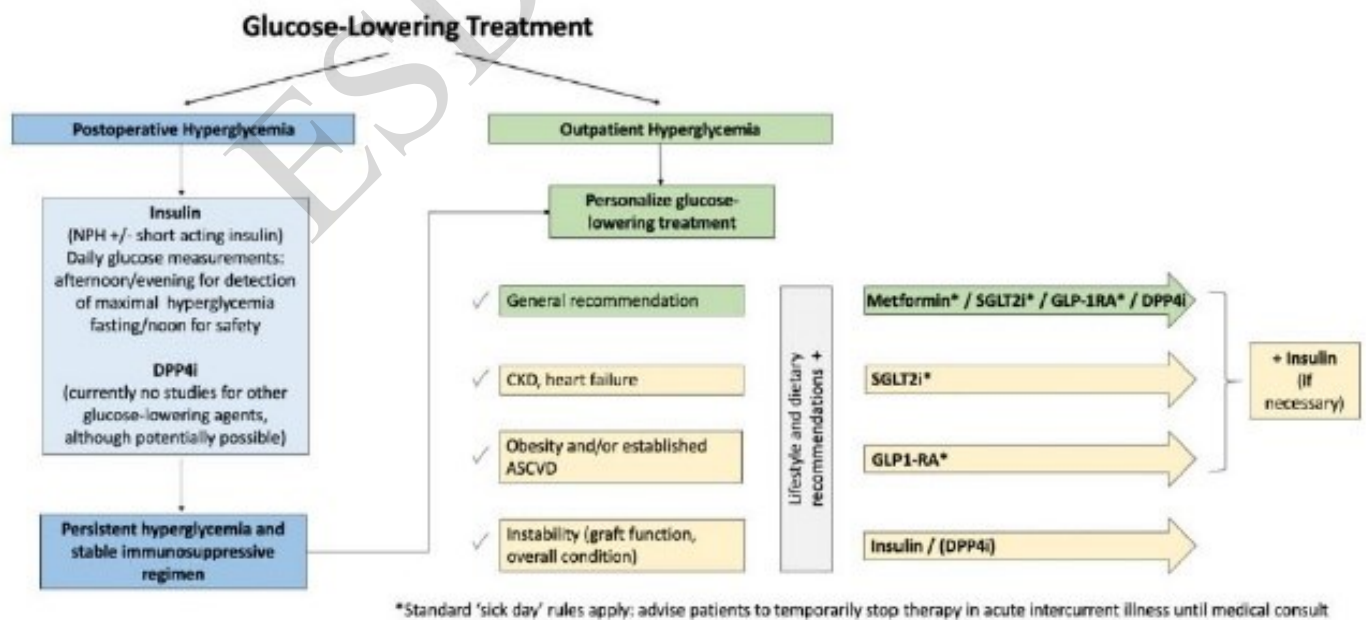 Glucose-Lowering Treatment
Postoperative Hyperglycemia
Outpatient Hyperglycemia
Insulin
(NPH +/- short acting insulin)
Daily glucose measurements:
afternoon/evening for detection
of maximal hyperglycemia
fasting/noon for safety
DPP4i
(currently no studies for other
glucose-lowering agents,
although potentially possible)
Persistent hyperglycemia and
stable immunosuppressive
regimen
Personalize glucose-
lowering treatment
✓ General recommendation
✓ CKD, heart failure
✓ Obesity and/or established
ASCVD
✓ Instability (graft function,
overall condition)
Lifestyle and dietary
recommendations +
Metformin* / SGLT2i* / GLP-1RA* / DPP4i
SGLT2i*
GLP1-RA*
Insulin / (DPP4i)
+ Insulin
(if
necessary)
*Standard 'sick day' rules apply: advise patients to temporarily stop therapy in acute intercurrent illness until medical consult